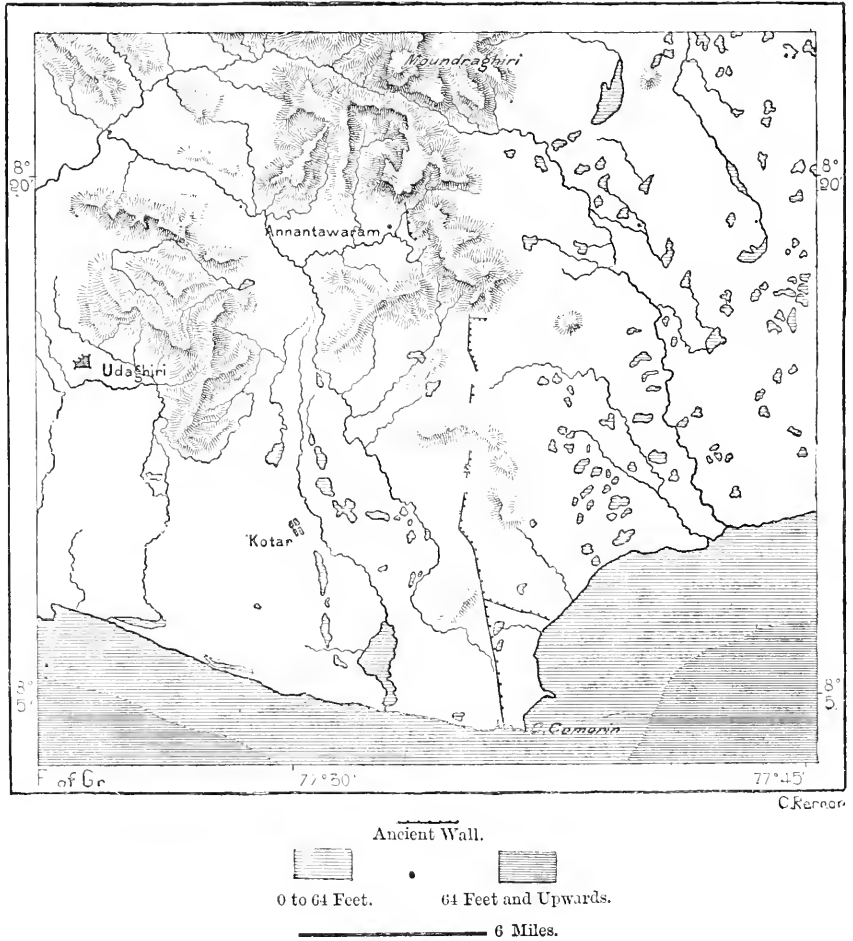 Moundraghiri
8°
20'
8°
20'
Annantawaram
Udaghiri
Kotar
8°
5'
8°
5'
C. Comorin
E of Gr
77°30'
77°45'
Ancient Wall.
0 to 64 Feet.
64 Feet and Upwards.
6 Miles.